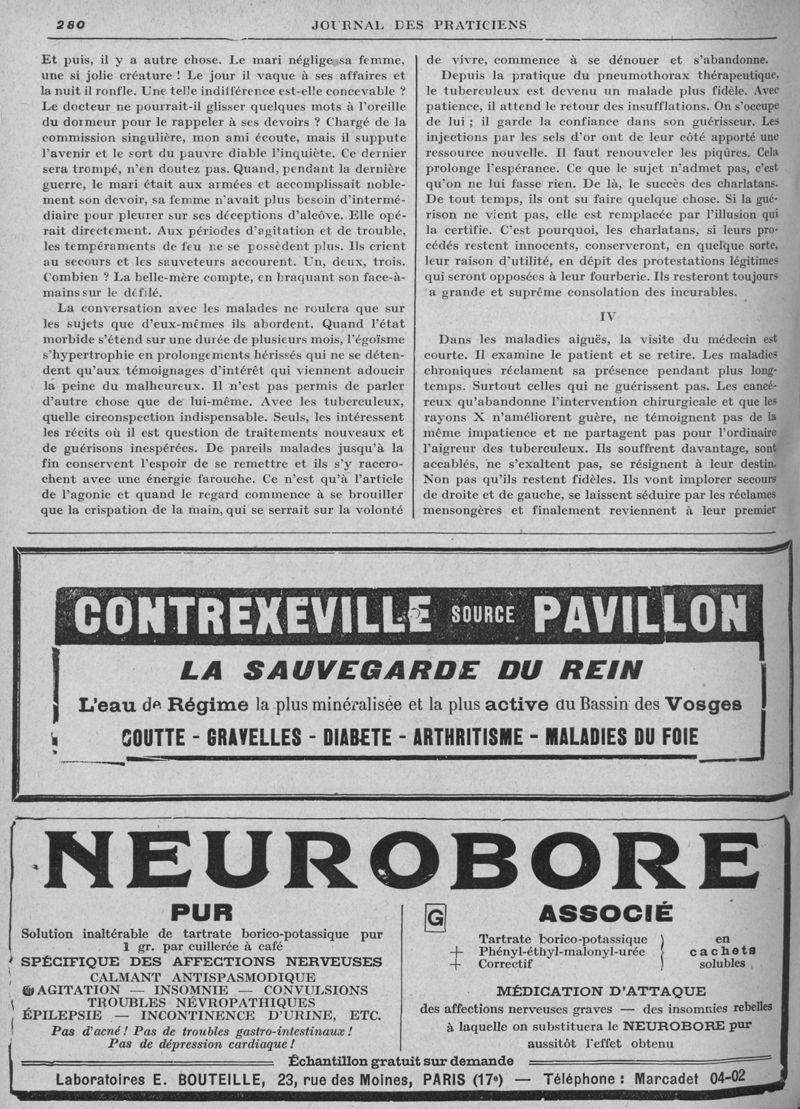 280
JOURNAL DES PRATICIENS
Et puis, il y a autre chose. Le mari néglige sa femme,
une si jolie créature ! Le jour il vaque à ses affaires et
la nuit il ronfle. Une telle indifférence est-elle concevable ?
Le docteur ne pourrait-il glisser quelques mots à l'oreille
du dormeur pour le rappeler à ses devoirs ? Chargé de la
commission singulière, mon ami écoute, mais il suppute
l'avenir et le sort du pauvre diable l'inquiète. Ce dernier
sera trompé, n'en doutez pas. Quand, pendant la dernière
guerre, le mari était aux armées et accomplissait noble-
ment son devoir, sa femme n'avait plus besoin d'intermé-
diaire pour pleurer sur ses déceptions d'alcôve. Elle opé-
rait directement. Aux périodes d'agitation et de trouble,
les tempéraments de feu ne se possèdent plus. Ils crient
au secours et les sauveteurs accourent. Un, deux, trois.
Combien ? La belle-mère compte, en braquant son face-à-
mains sur le défilé.
La conversation avec les malades ne roulera que sur
les sujets que d'eux-mêmes ils abordent. Quand l'état
morbide s'étend sur une durée de plusieurs mois, l'égoïsme
s'hypertrophie en prolongements hérissés qui ne se déten-
dent qu'aux témoignages d'intérêt qui viennent adoucir
la peine du malheureux. Il n'est pas permis de parler
d'autre chose que de lui-même. Avec les tuberculeux,
quelle circonspection indispensable. Seuls, les intéressent
les récits où il est question de traitements nouveaux et
de guérisons inespérées. De pareils malades jusqu'à la
fin conservent l'espoir de se remettre et ils s'y raccro-
chent avec une énergie farouche. Ce n'est qu'à l'article
de l'agonie et quand le regard commence à se brouiller
que la crispation de la main, qui se serrait sur la volonté
de vivre, commence à se dénouer et s'abandonne.
Depuis la pratique du pneumothorax thérapeutique,
le tuberculeux est devenu un malade plus fidèle. Avec
patience, il attend le retour des insufflations. On s'occupe
de lui ; il garde la confiance dans son guérisseur. Les
injections par les sels d'or ont de leur côté apporté une
ressource nouvelle. Il faut renouveler les piqûres. Cela
prolonge l'espérance. Ce que le sujet n'admet pas, c'est
qu'on ne lui fasse rien. De là, le succès des charlatans.
De tout temps, ils ont su faire quelque chose. Si la gué-
rison ne vient pas, elle est remplacée par l'illusion qui
la certifie. C'est pourquoi, les charlatans, si leurs pro-
cédés restent innocents, conserveront, en quelque sorte,
leur raison d'utilité, en dépit des protestations légitimes
qui seront opposées à leur fourberie. Ils resteront toujours
a grande et suprême consolation des incurables.
IV
Dans les maladies aiguës, la visite du médecin est
courte. Il examine le patient et se retire. Les maladies
chroniques réclament sa présence pendant plus long-
temps. Surtout celles qui ne guérissent pas. Les cancé-
reux qu'abandonne l'intervention chirurgicale et que les
rayons X n'améliorent guère, ne témoignent pas de la
même impatience et ne partagent pas pour l'ordinaire
l'aigreur des tuberculeux. Ils souffrent davantage, sont
accablés, ne s'exaltent pas, se résignent à leur destin.
Non pas qu'ils restent fidèles. Ils vont implorer secours
de droite et de gauche, se laissent séduire par les réclames
mensongères et finalement reviennent à leur premier
CONTREXÉVILLE SOURCE PAVILLON
LA SAUVEGARDE DU REIN
L'eau de Régime la plus minéralisée et la plus active du Bassin des Vosges
GOUTTE - GRAVELLES - DIABÈTE - ARTHRITISME - MALADIES DU FOIE
NEUROBORE
PUR
Solution inaltérable de tartrate borico-potassique pur
1 gr. par cuillerée à café
SPÉCIFIQUE DES AFFECTIONS NERVEUSES
CALMANT ANTISPASMODIQUE
AGITATION — INSOMNIE — CONVULSIONS
TROUBLES NÉVROPATHIQUES
ÉPILEPSIE — INCONTINENCE D'URINE, ETC.
Pas d'acné ! Pas de troubles gastro-intestinaux !
Pas de dépression cardiaque !
G ASSOCIÉ
Tartrate borico-potassique ) en
+ Phényl-éthyl-malonyl-urée } cachets
+ Correctif ) solubles
MÉDICATION D'ATTAQUE
des affections nerveuses graves — des insomnies rebelles
à laquelle on substituera le NEUROBORE pur
aussitôt l'effet obtenu
Échantillon gratuit sur demande
Laboratoires E. BOUTEILLE, 23, rue des Moines, PARIS (17e) — Téléphone : Marcadet 04-02